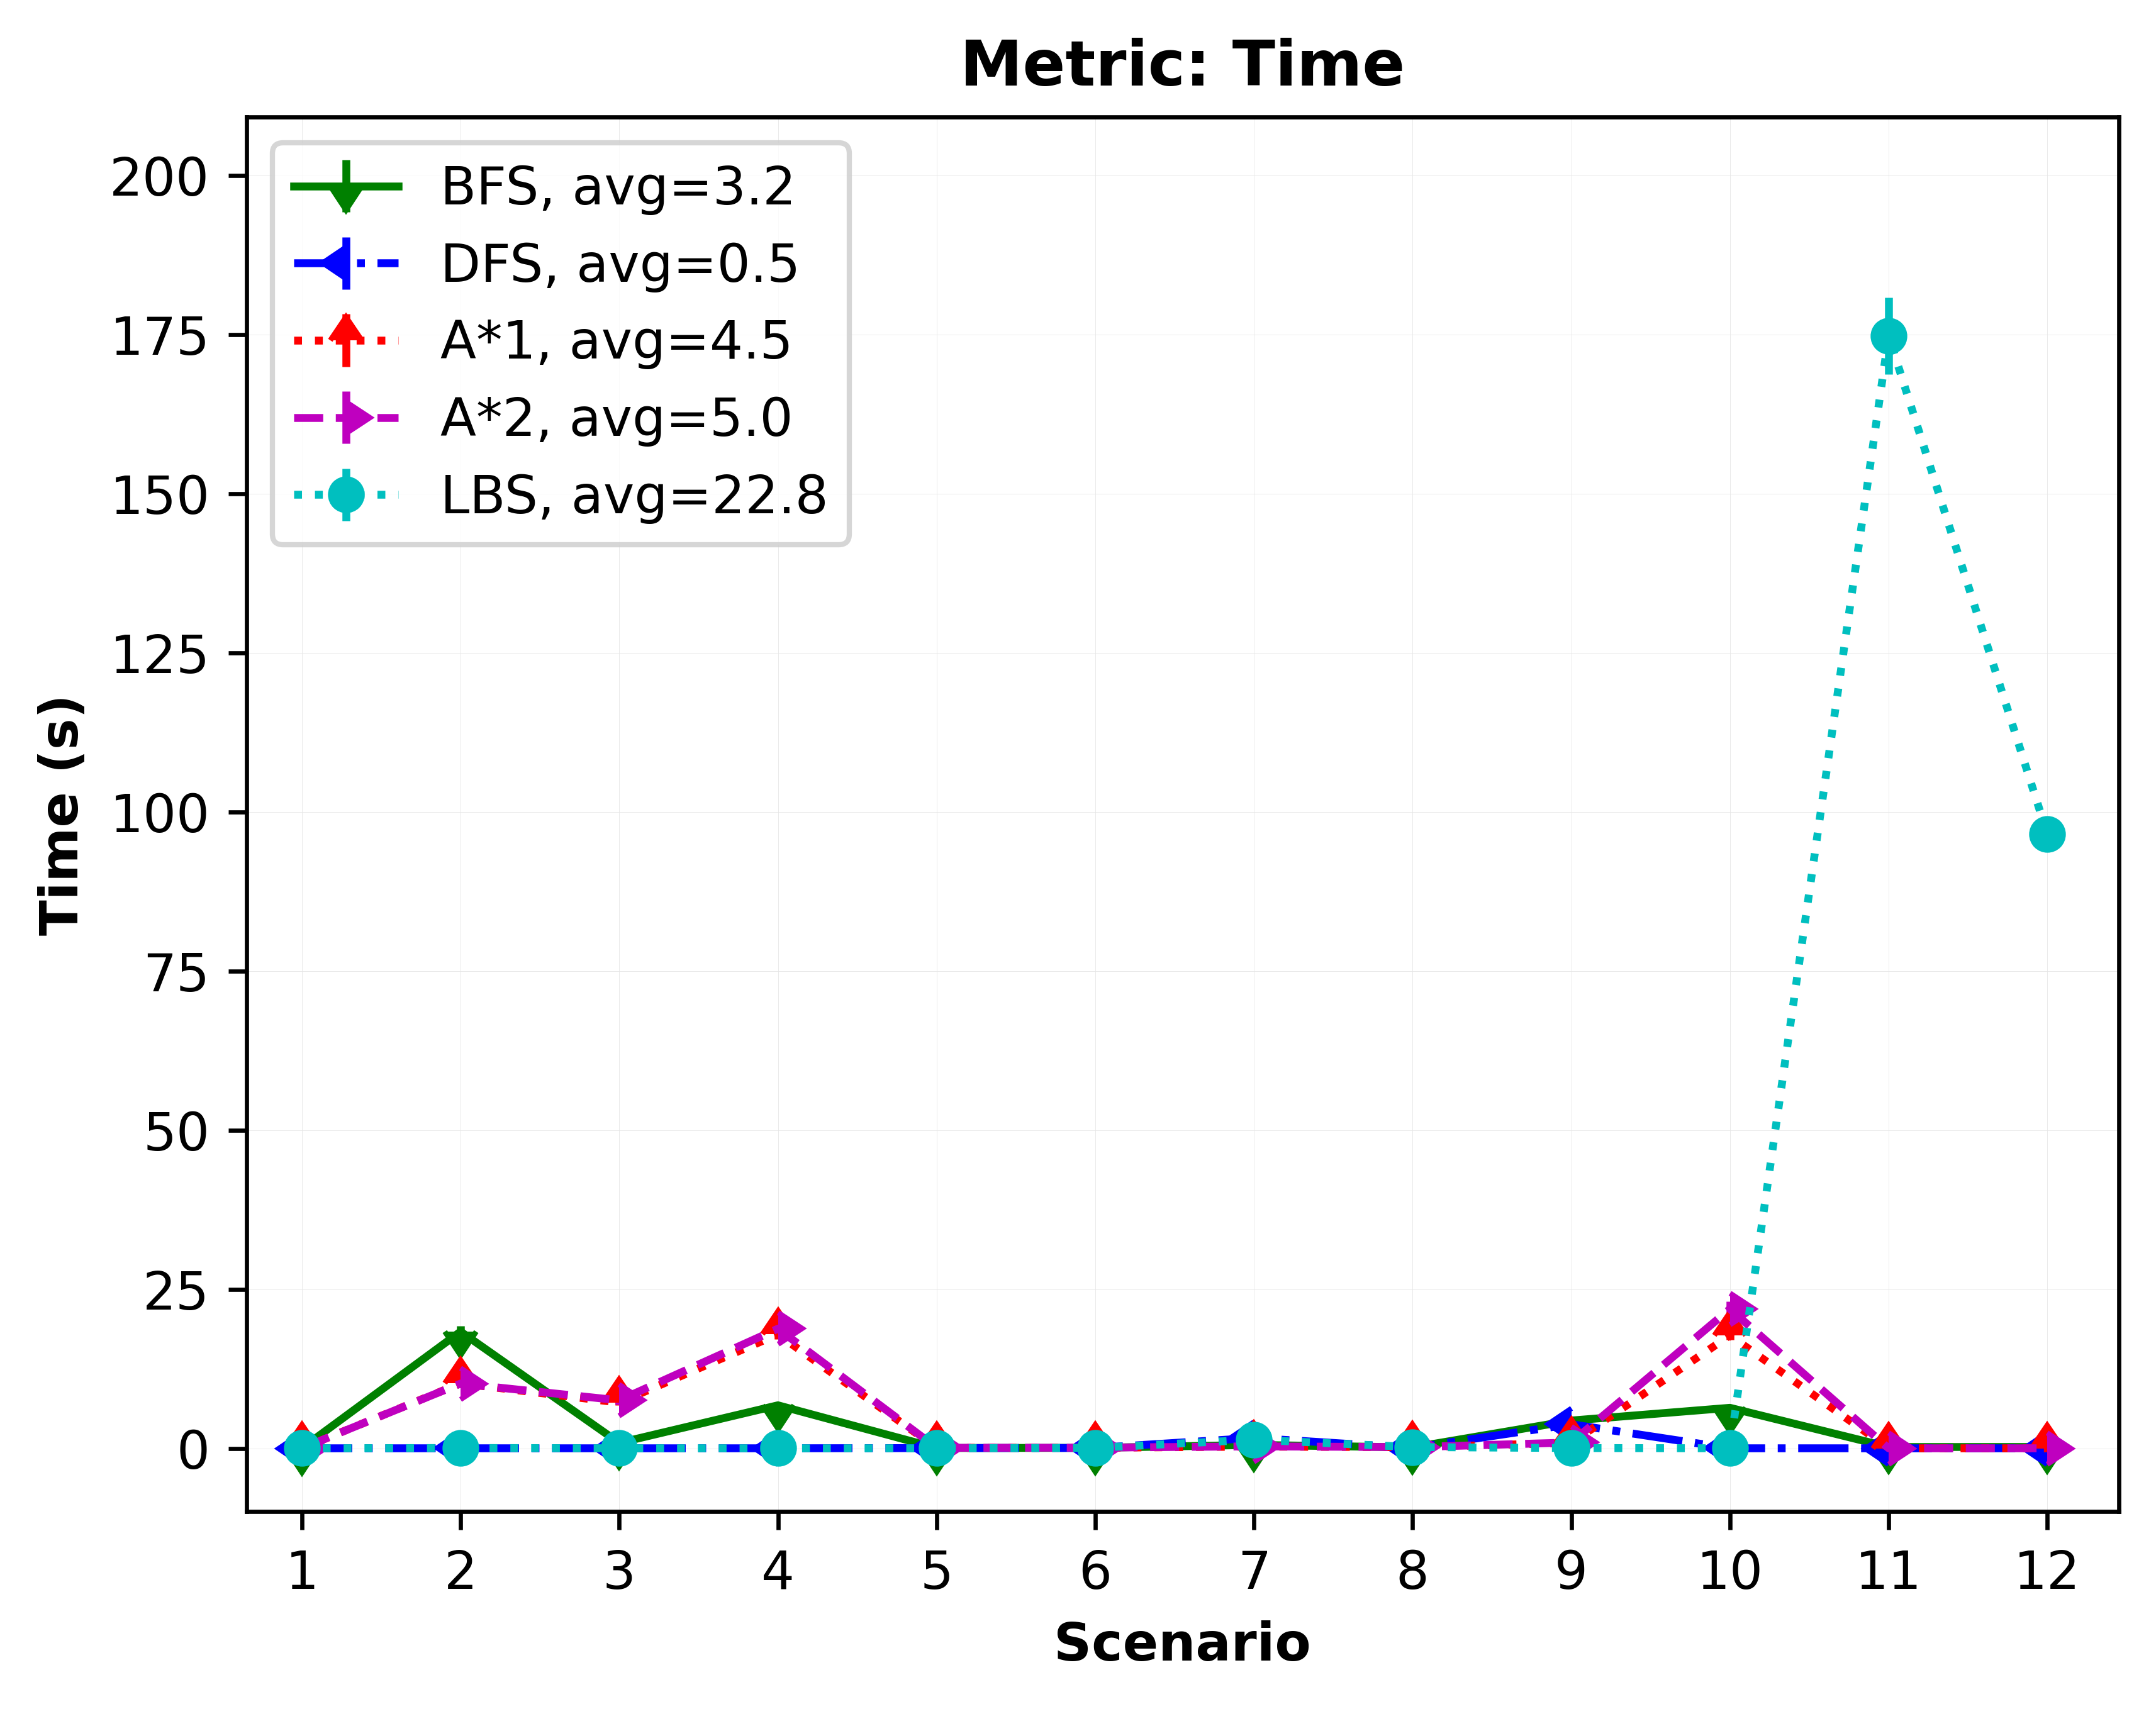 Metric: Time
BFS, avg=3.2
DFS, avg=0.5
A*1, avg=4.5
A*2, avg=5.0
LBS, avg=22.8
Time (s)
200
175
150
125
100
75
50
25
0
1 2 3 4 5 6 7 8 9 10 11 12
Scenario